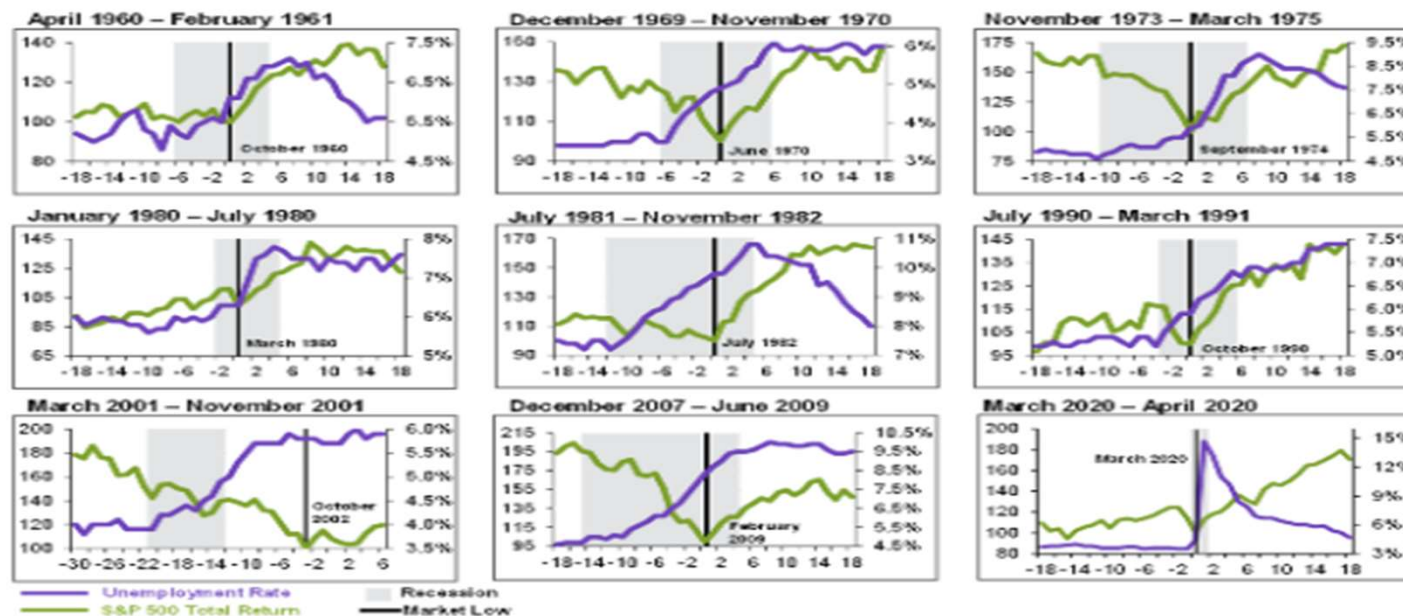 April 1960 – February 1961
December 1969 – November 1970
November 1973 – March 1975
140 7.5%
120 6.5%
100 5.5%
80 4.5%
October 1960
-18 -14 -10 -6 -2 2 6 10 14 18
160 6%
130 5%
110 4%
90 3%
June 1970
-18 -14 -10 -6 -2 2 6 10 14 18
175 9.5%
150 8.5%
7.5%
125 6.5%
100 5.5%
75 4.5%
September 1974
-18 -14 -10 -6 -2 2 6 10 14 18
January 1980 – July 1980
July 1981 – November 1982
July 1990 – March 1991
145 8%
125 7%
105
85 6%
65 5%
March 1980
-18 -14 -10 -6 -2 2 6 10 14 18
170 11%
150 10%
130 9%
110 8%
90 7%
July 1982
-18 -14 -10 -6 -2 2 6 10 14 18
145 7.5%
135 7.0%
125 6.5%
115 6.0%
105 5.5%
95 5.0%
October 1990
-18 -14 -10 -6 -2 2 6 10 14 18
March 2001 – November 2001
December 2007 – June 2009
March 2020 – April 2020
200 6.0%
180 5.5%
160 5.0%
140 4.5%
120 4.0%
100 3.5%
October
2002
-30 -26 -22 -18 -14 -10 -6 -2 2 6
215 10.5%
195 9.5%
175 8.5%
155 7.5%
135 6.5%
115 5.5%
95 4.5%
February
2009
-18 -14 -10 -6 -2 2 6 10 14 18
200 15%
180
160 12%
140 9%
120
100 6%
80 3%
March 2020
-18 -14 -10 -6 -2 2 6 10 14 18
Unemployment Rate Recession
S&P 500 Total Return Market Low